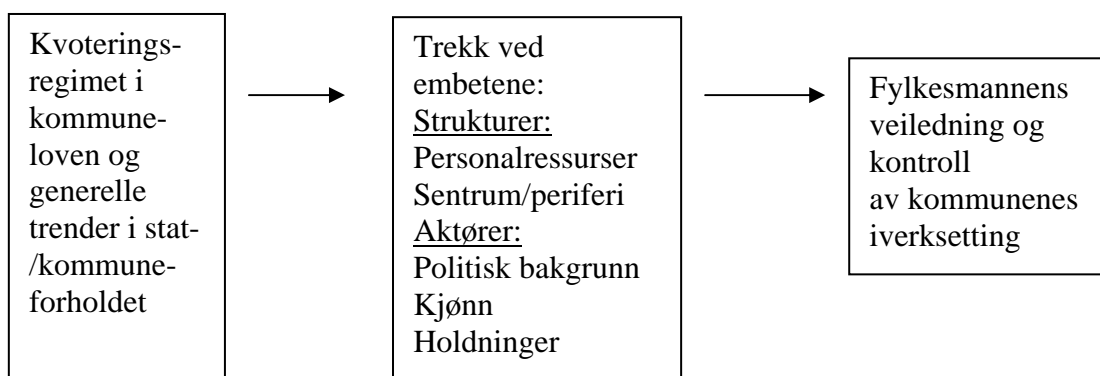 Kvoterings-
regimet i
kommune-
loven og
generelle
trender i stat-
/kommune-
forholdet
Trekk ved
embetene:
Strukturer:
Personalressurser
Sentrum/periferi
Aktører:
Politisk bakgrunn
Kjønn
Holdninger
Fylkesmannens
veiledning og
kontroll
av kommunenes
iverksetting